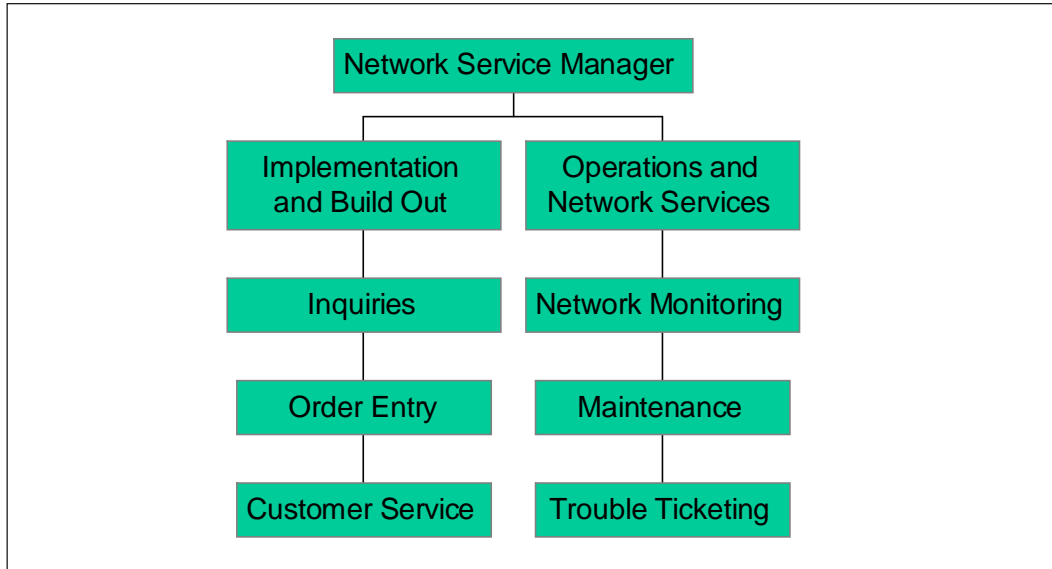 Network Service Manager
Implementation
and Build Out
Operations and
Network Services
Inquiries
Network Monitoring
Order Entry
Maintenance
Customer Service
Trouble Ticketing